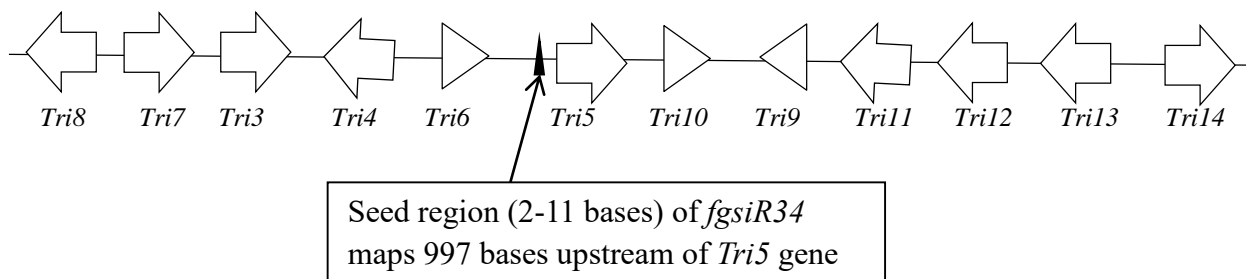 Tri8 Tri7 Tri3 Tri4 Tri6 Tri5 Tri10 Tri9 Tri11 Tri12 Tri13 Tri14
Seed region (2-11 bases) of fgsiR34
maps 997 bases upstream of Tri5 gene